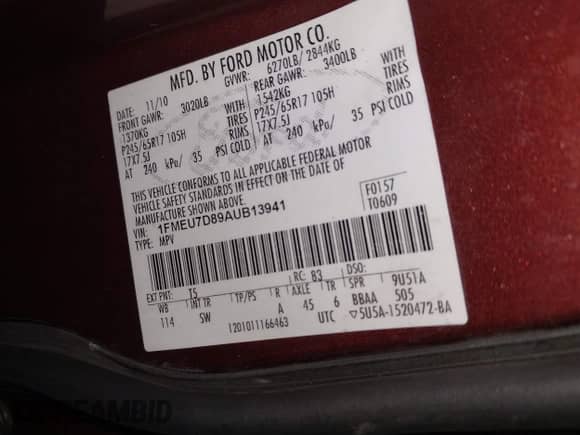 MFD. BY FORD MOTOR CO.
DATE: 11/10 GVWR: 6270LB/ 2844KG
FRONT GAWR: 3020LB REAR GAWR: 3400LB
1370KG WITH 1542KG WITH
P245/65R17 105H TIRES P245/65R17 105H TIRES
17X7.5J RIMS 17X7.5J RIMS
AT 240 kPa/ 35 PSI COLD AT 240 kPa/ 35 PSI COLD
THIS VEHICLE CONFORMS TO ALL APPLICABLE FEDERAL MOTOR
VEHICLE SAFETY STANDARDS IN EFFECT ON THE DATE OF
MANUFACTURE SHOWN ABOVE.
VIN: 1FMEU7D89AUB13941
TYPE: MPV
F0157
T0609
EXT PNT: T5 RC: 83 DSO:
WB INT TR TP/PS R AXLE TR SPR 9U51A
114 SW A 45 6 BBAA 505
1201011166463 UTC ▽5U5A-1520472-BA